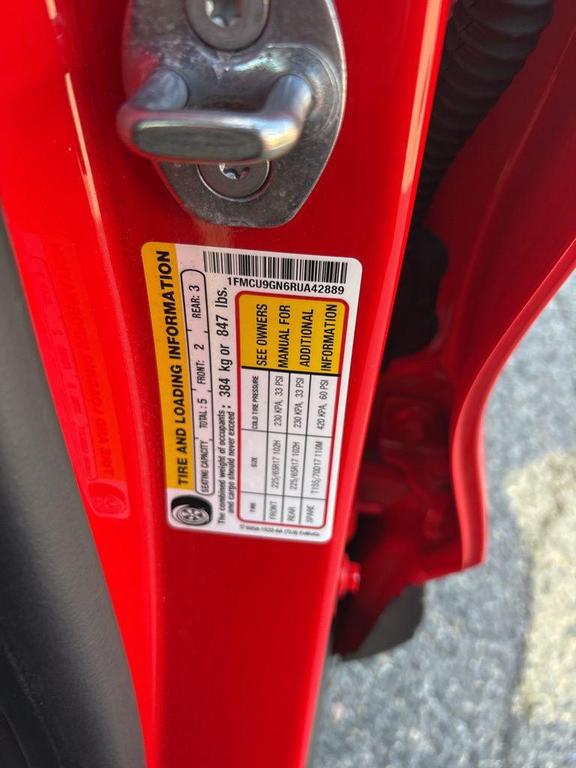 TIRE AND LOADING INFORMATION
SEATING CAPACITY TOTAL: 5 FRONT: 2 REAR: 3
The combined weight of occupants and cargo should never exceed: 384 kg or 847 lbs.
TIRE SIZE COLD TIRE PRESSURE
FRONT 225/65R17 102H 230 KPA, 33 PSI
REAR 225/65R17 102H 230 KPA, 33 PSI
SPARE T155/70D17 110M 420 KPA, 60 PSI
SEE OWNERS
MANUAL FOR
ADDITIONAL
INFORMATION
1FMCU9GN6RUA42889